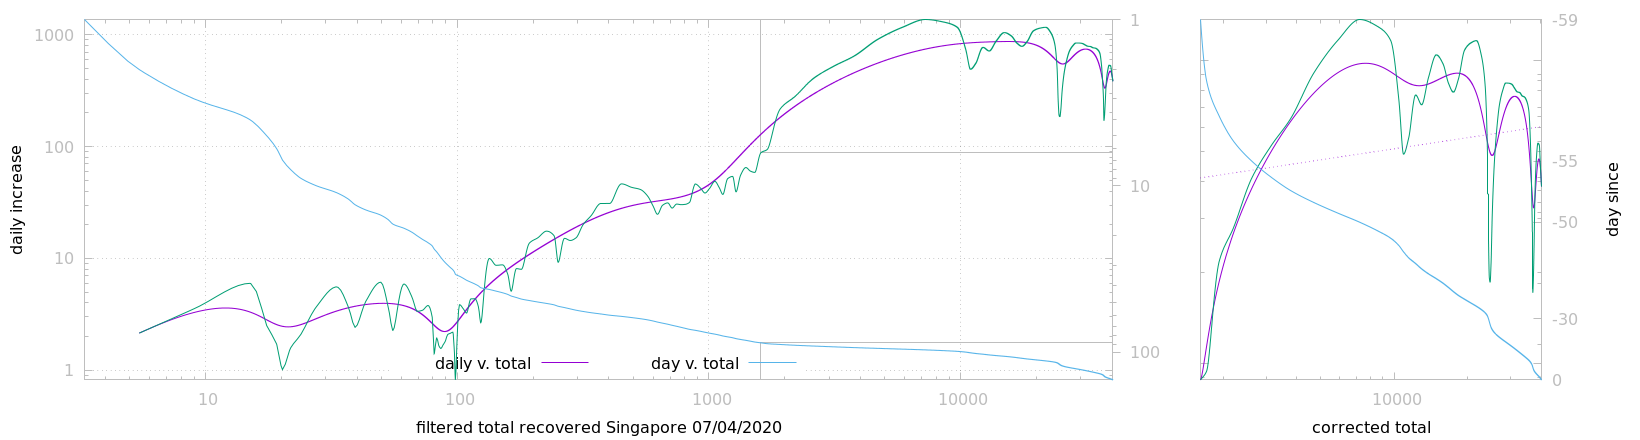 1000
100
10
1
daily increase
10
100
1000
10000
filtered total recovered Singapore 07/04/2020
daily v. total
day v. total
1
10
100
10000
corrected total
-59
-55
-50
-30
0
day since